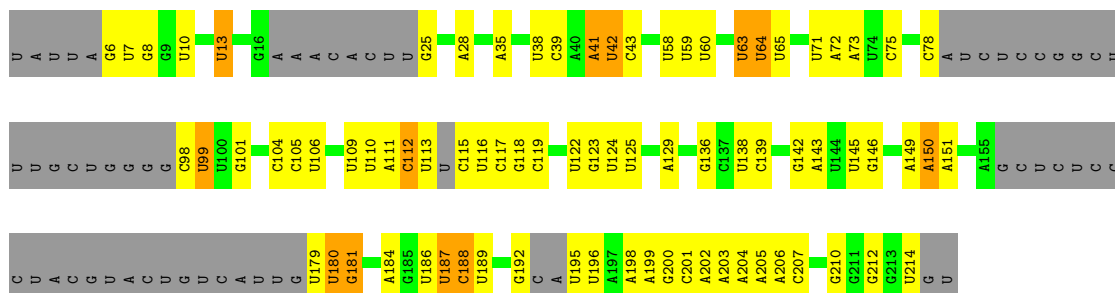 U A U U A G6 U7 G8 G9 U10 U13 G16 A A A C A C U U G25 A28 A35 U38 C39 A40 A41 U42 C43 U58 U59 U60 U63 U64 U65 U71 A72 A73 U74 C75 C78 A U C U C C G G C U
U U G C U G G G G C98 U99 U100 G101 C104 C105 U106 U109 U110 A111 C112 U113 U C115 U116 C117 G118 C119 U122 G123 U124 U125 A129 G136 C137 U138 C139 G142 A143 U144 U145 G146 A149 A150 A151 A155 G C U C U C C
C U A C G U A C U G U C A U U G U179 U180 G181 A184 G185 U186 U187 C188 U189 G192 C A U195 U196 A197 A198 A199 G200 C201 A202 A203 A204 A205 A206 C207 G210 G211 G212 G213 U214 G U